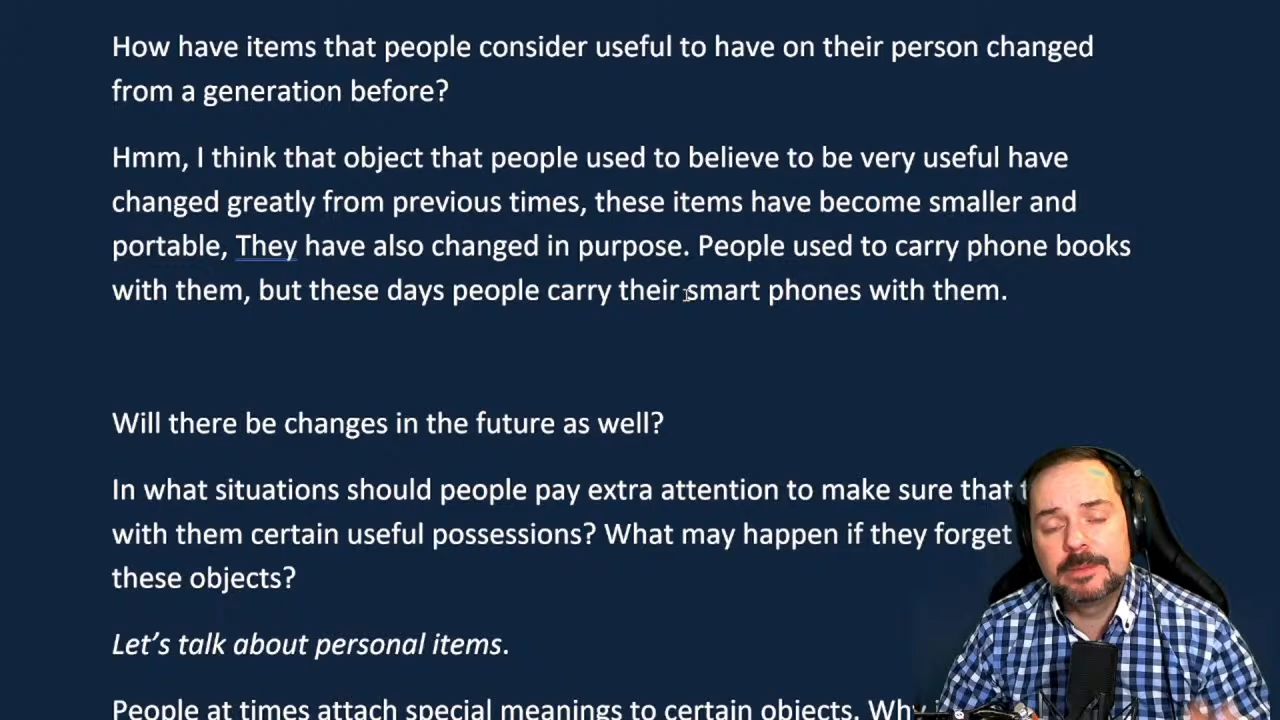 How have items that people consider useful to have on their person changed
from a generation before?
Hmm, I think that object that people used to believe to be very useful have
changed greatly from previous times, these items have become smaller and
portable, They have also changed in purpose. People used to carry phone books
with them, but these days people carry their smart phones with them.
Will there be changes in the future as well?
In what situations should people pay extra attention to make sure that
with them certain useful possessions? What may happen if they forget
these objects?
Let's talk about personal items.
People at times attach special meanings to certain objects. Why